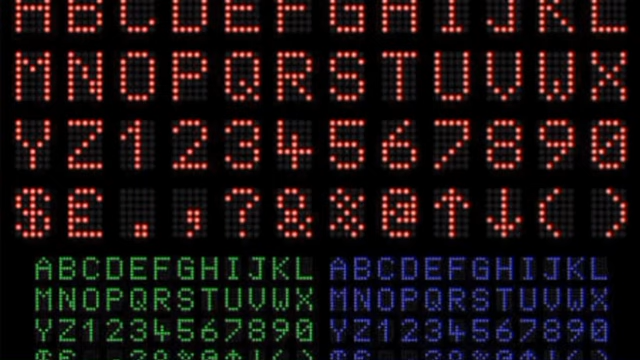 ABCDEFGHIJKL
MNOPQRSTUVWX
YZ1234567890
$£.;?&%@↑↓()
ABCDEFGHIJKL
MNOPQRSTUVWX
YZ1234567890
ABCDEFGHIJKL
MNOPQRSTUVWX
YZ1234567890